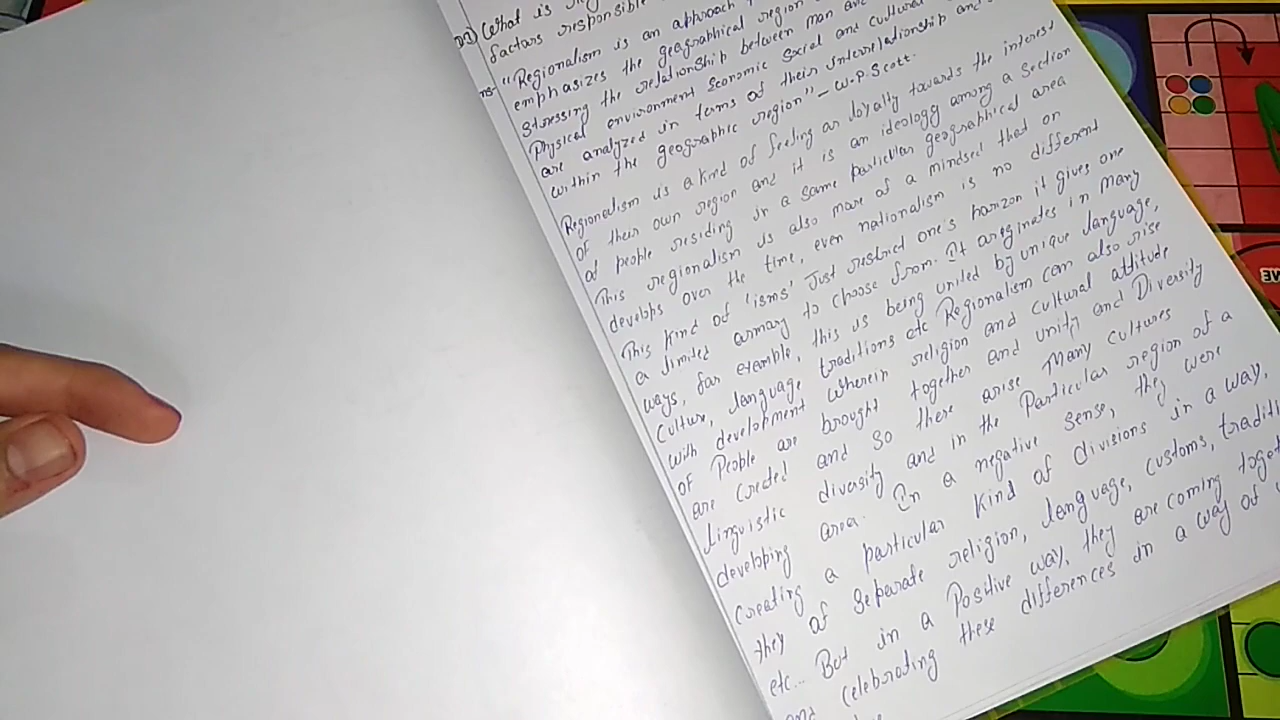 What is
factors responsible
"Regionalism is an approach
emphasizes the geographical region
stressing the relationship between man and
Physical environment Economic Social and cultural
are analyzed in terms of their interrelationship and
within the geographic region" - W.P. Scott.
Regionalism is a kind of feeling or loyalty towards the interest
of their own region and it is an ideology among a Section
of people residing in a same particular geographical area
This regionalism is also more of a mindset that on
develops over the time, even nationalism is no different
This kind of 'isms' Just restrict one's horizon it gives one
a limited armary to choose from. It originates in many
ways, for example, this is being united by unique language,
Culture, language, traditions etc Regionalism can also rise
with development wherein religion and cultural attitude
of People are brought together and unity and Diversity
are created and so there arise many cultures
linguistic diversity and in the Particular region of a
developing area. In a negative sense, they were
creating a particular kind of divisions in a way,
they of separate religion, language, customs, traditi
etc... But in a Positive way, they are coming toget
and celebrating these differences in a way of